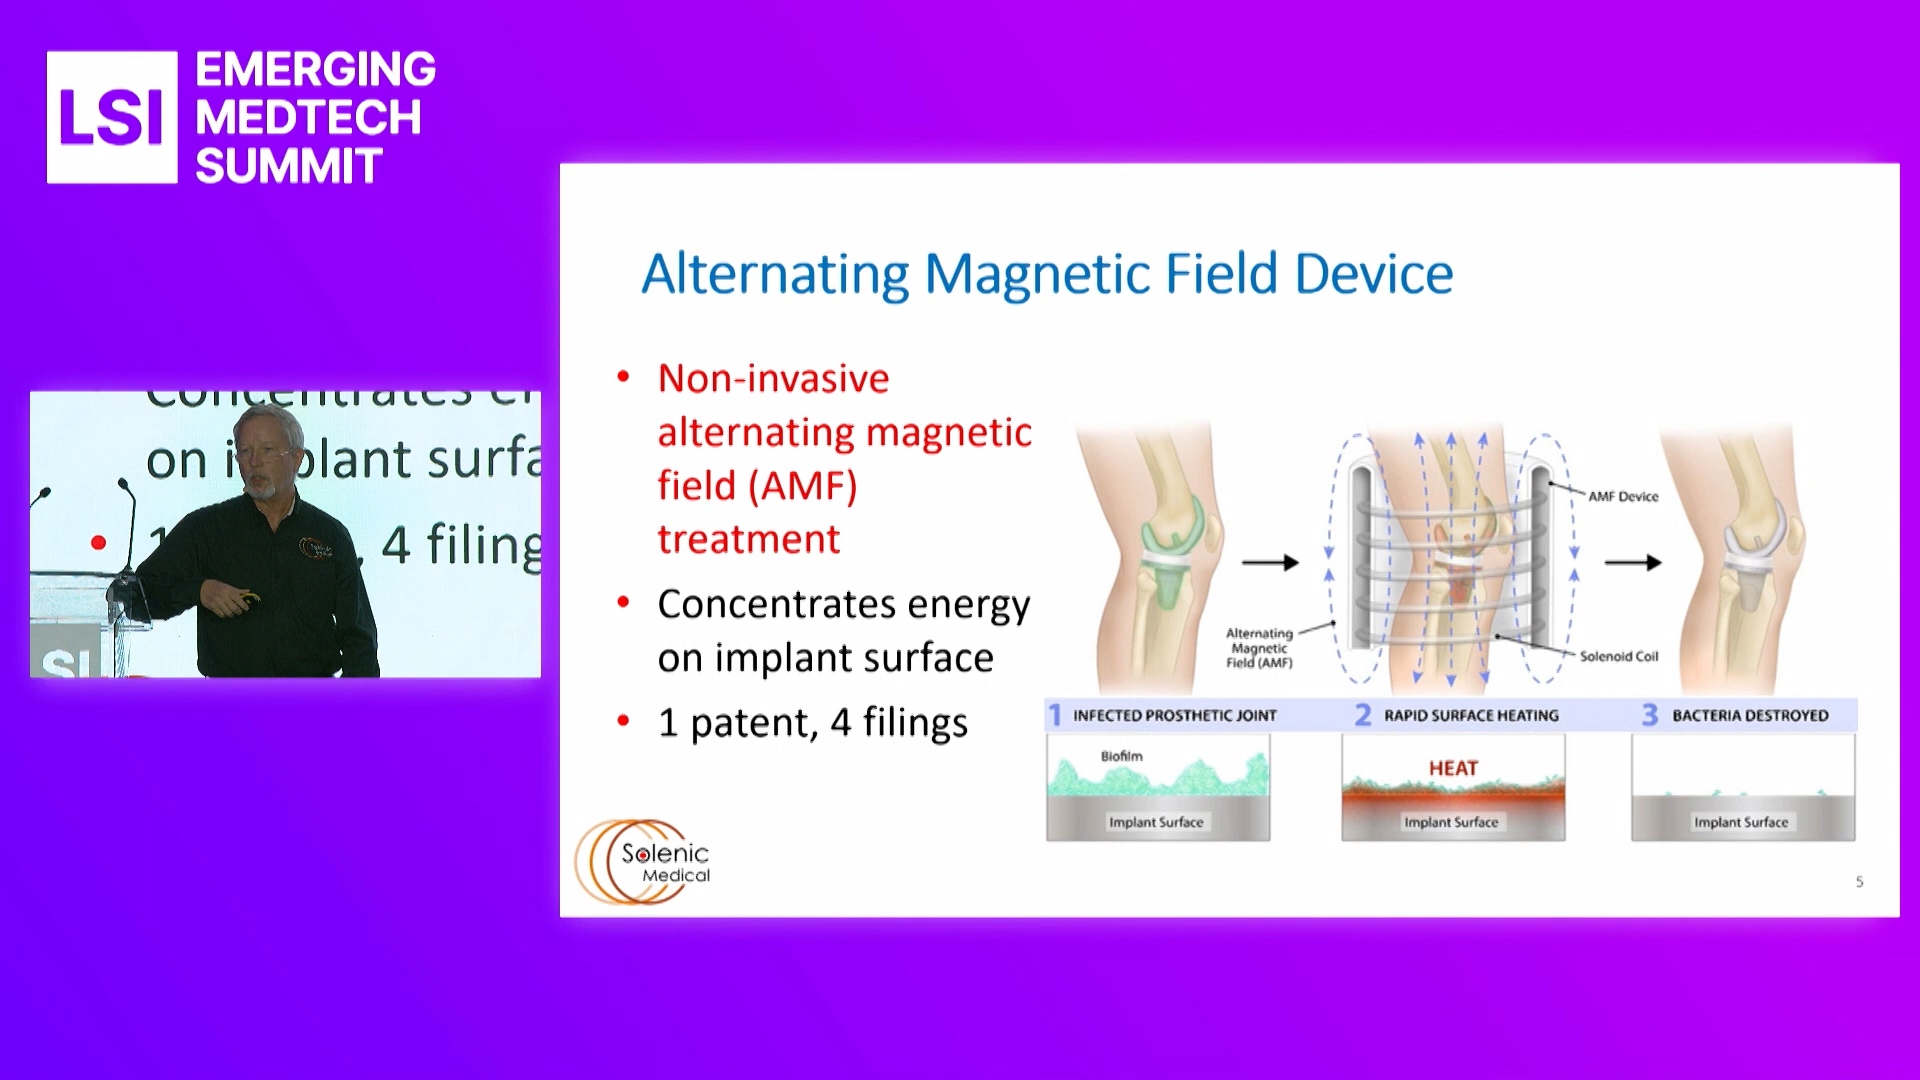 LSI
EMERGING
MEDTECH
SUMMIT
Concentrates
on implant surfa
4 filing
Alternating Magnetic Field Device
• Non-invasive
alternating magnetic
field (AMF)
treatment
• Concentrates energy
on implant surface
• 1 patent, 4 filings
AMF Device
Alternating
Magnetic
Field (AMF)
Solenoid Coil
1 INFECTED PROSTHETIC JOINT
2 RAPID SURFACE HEATING
3 BACTERIA DESTROYED
Biofilm
HEAT
Implant Surface
Implant Surface
Implant Surface
Solenic
Medical
5